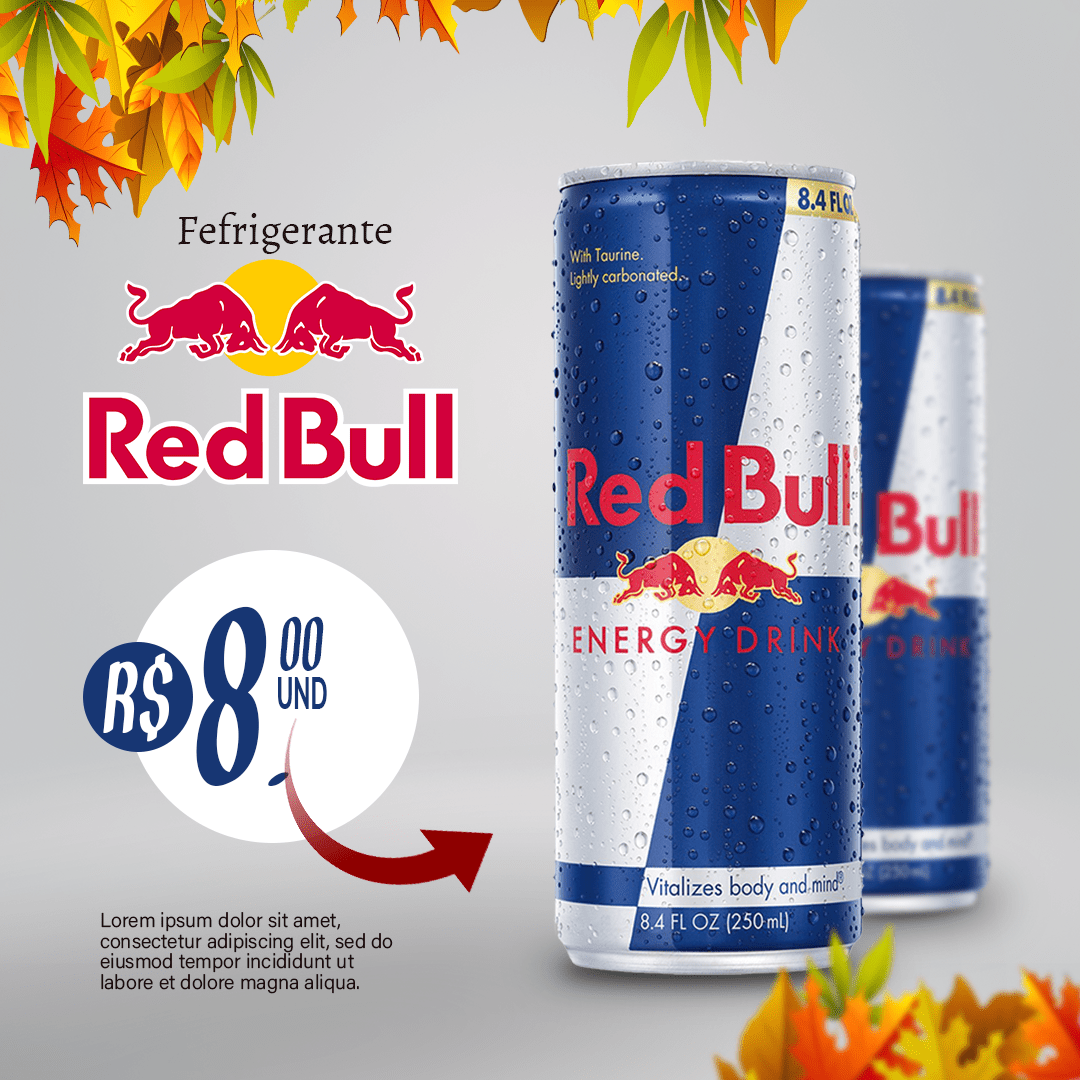 Fefrigerante
Red Bull
R$ 8,00
UND
Lorem ipsum dolor sit amet,
consectetur adipiscing elit, sed do
eiusmod tempor incididunt ut
labore et dolore magna aliqua.
8.4 FL
With Taurine.
Lightly carbonated.
Red Bull
ENERGY DRINK
Vitalizes body and mind®
8.4 FL OZ (250 mL)
Bull
Y DRINK
body and